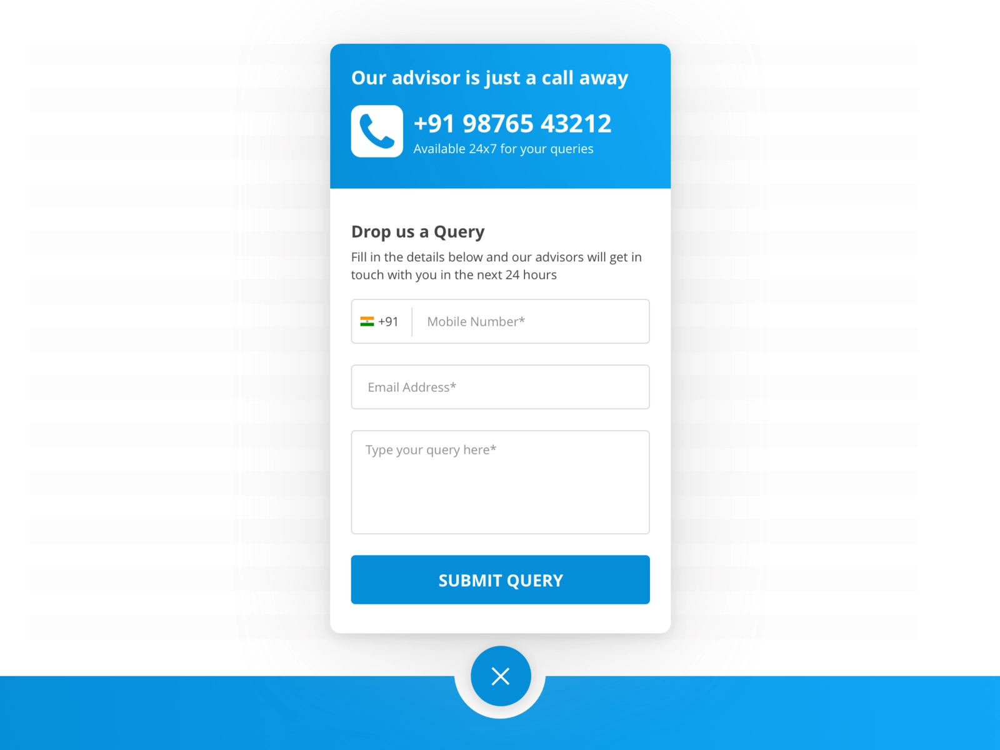 Our advisor is just a call away
+91 98765 43212
Available 24x7 for your queries
Drop us a Query
Fill in the details below and our advisors will get in
touch with you in the next 24 hours
+91 Mobile Number*
Email Address*
Type your query here*
SUBMIT QUERY